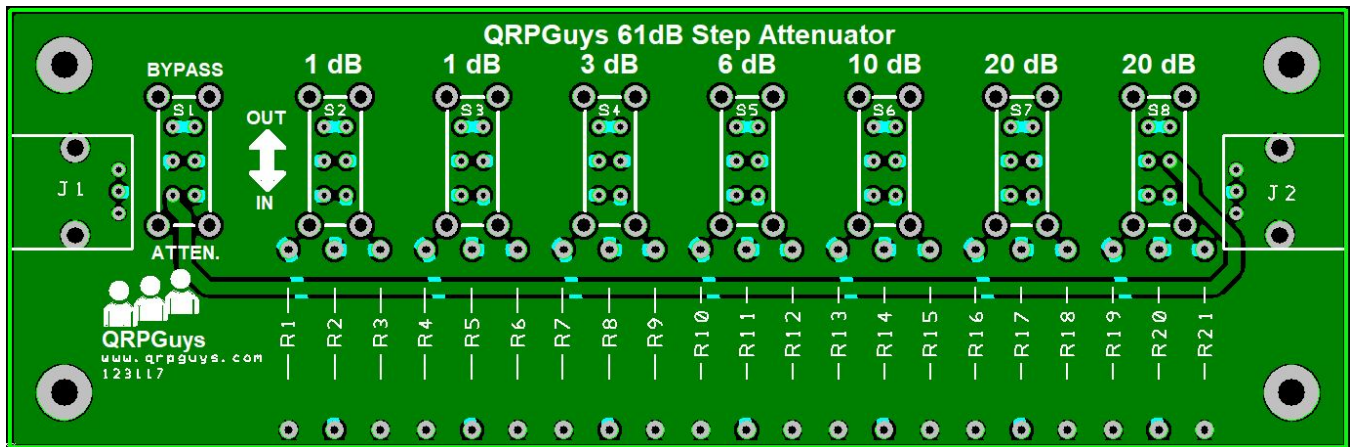 QRPGuys 61dB Step Attenuator
BYPASS 1 dB 1 dB 3 dB 6 dB 10 dB 20 dB 20 dB
S1 S2 S3 S4 S5 S6 S7 S8
OUT
J1 J2
IN
ATTEN.
R1 R2 R3 R4 R5 R6 R7 R8 R9 R10 R11 R12 R13 R14 R15 R16 R17 R18 R19 R20 R21
QRPGuys
www.qrpguys.com
123117